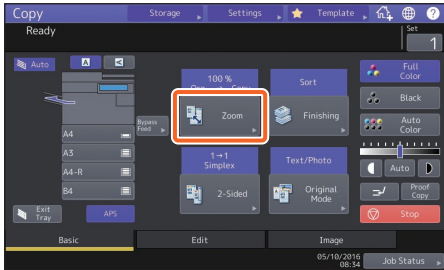 Copy
Storage
Settings
Template
?
Ready
Set
1
Auto
A
A4
A3
A4-R
B4
Bypass
Feed
Exit
Tray
APS
100 %
Zoom
Sort
Finishing
1→1
Simplex
2-Sided
Text/Photo
Original
Mode
Full
Color
Black
Auto
Color
Auto
Proof
Copy
Stop
Basic
Edit
Image
05/10/2016
08:34
Job Status